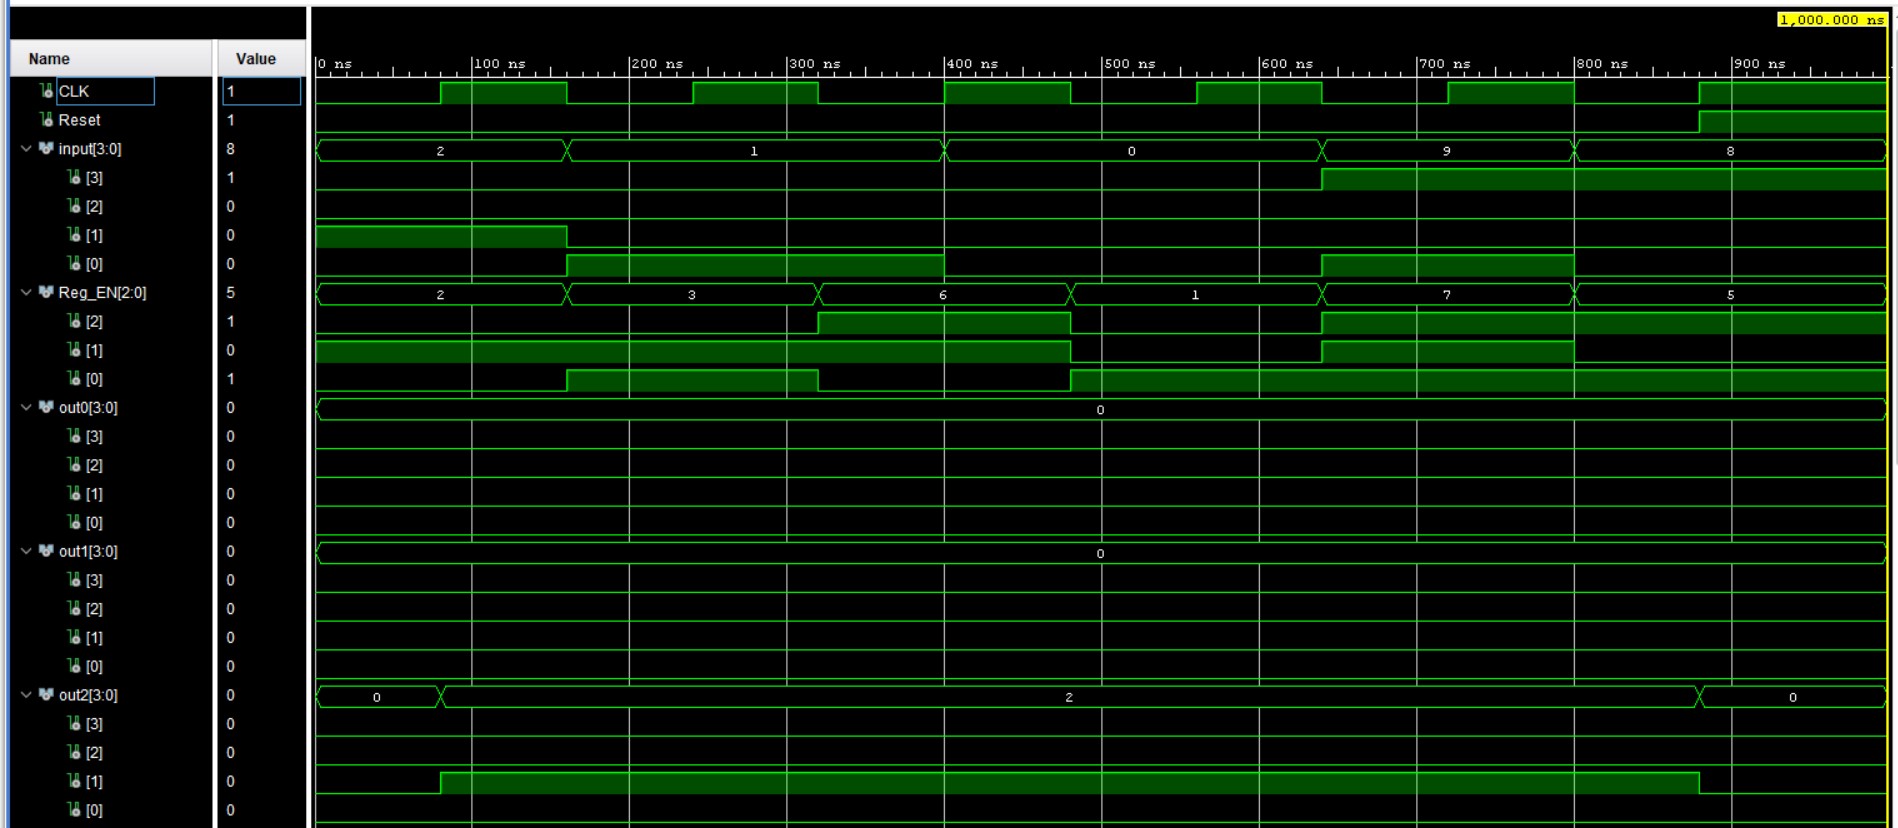 1,000.000 ns
Name Value 0 ns 100 ns 200 ns 300 ns 400 ns 500 ns 600 ns 700 ns 800 ns 900 ns
CLK 1
Reset 1
input[3:0] 8 2 1 0 9 8
[3] 1
[2] 0
[1] 0
[0] 0
Reg_EN[2:0] 5 2 3 6 1 7 5
[2] 1
[1] 0
[0] 1
out0[3:0] 0 0
[3] 0
[2] 0
[1] 0
[0] 0
out1[3:0] 0 0
[3] 0
[2] 0
[1] 0
[0] 0
out2[3:0] 0 0 2 0
[3] 0
[2] 0
[1] 0
[0] 0